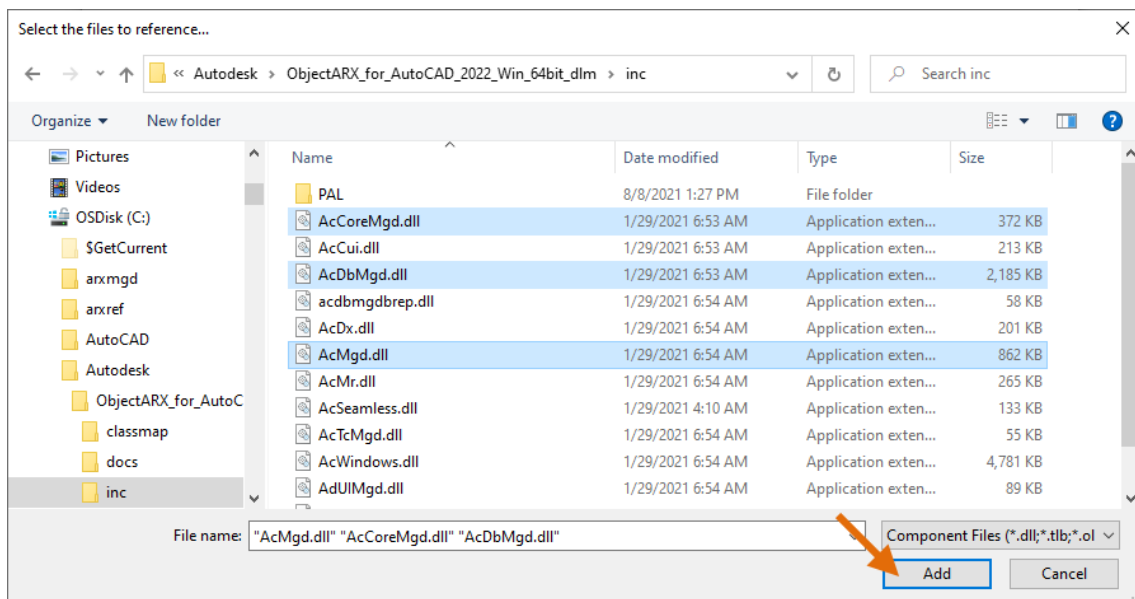 Select the files to reference...
« Autodesk > ObjectARX_for_AutoCAD_2022_Win_64bit_dlm > inc
Search inc
Organize New folder
Pictures
Videos
OSDisk (C:)
$GetCurrent
arxmgd
arxref
AutoCAD
Autodesk
ObjectARX_for_AutoC
classmap
docs
inc
Name Date modified Type Size
PAL 8/8/2021 1:27 PM File folder
AcCoreMgd.dll 1/29/2021 6:53 AM Application exten... 372 KB
AcCui.dll 1/29/2021 6:53 AM Application exten... 213 KB
AcDbMgd.dll 1/29/2021 6:53 AM Application exten... 2,185 KB
acdbmgdbrep.dll 1/29/2021 6:54 AM Application exten... 58 KB
AcDx.dll 1/29/2021 6:54 AM Application exten... 201 KB
AcMgd.dll 1/29/2021 6:54 AM Application exten... 862 KB
AcMr.dll 1/29/2021 6:54 AM Application exten... 265 KB
AcSeamless.dll 1/29/2021 4:10 AM Application exten... 133 KB
AcTcMgd.dll 1/29/2021 6:54 AM Application exten... 55 KB
AcWindows.dll 1/29/2021 6:54 AM Application exten... 4,781 KB
AdUIMgd.dll 1/29/2021 6:54 AM Application exten... 89 KB
File name: "AcMgd.dll" "AcCoreMgd.dll" "AcDbMgd.dll"
Component Files (*.dll;*.tlb;*.ol
Add Cancel